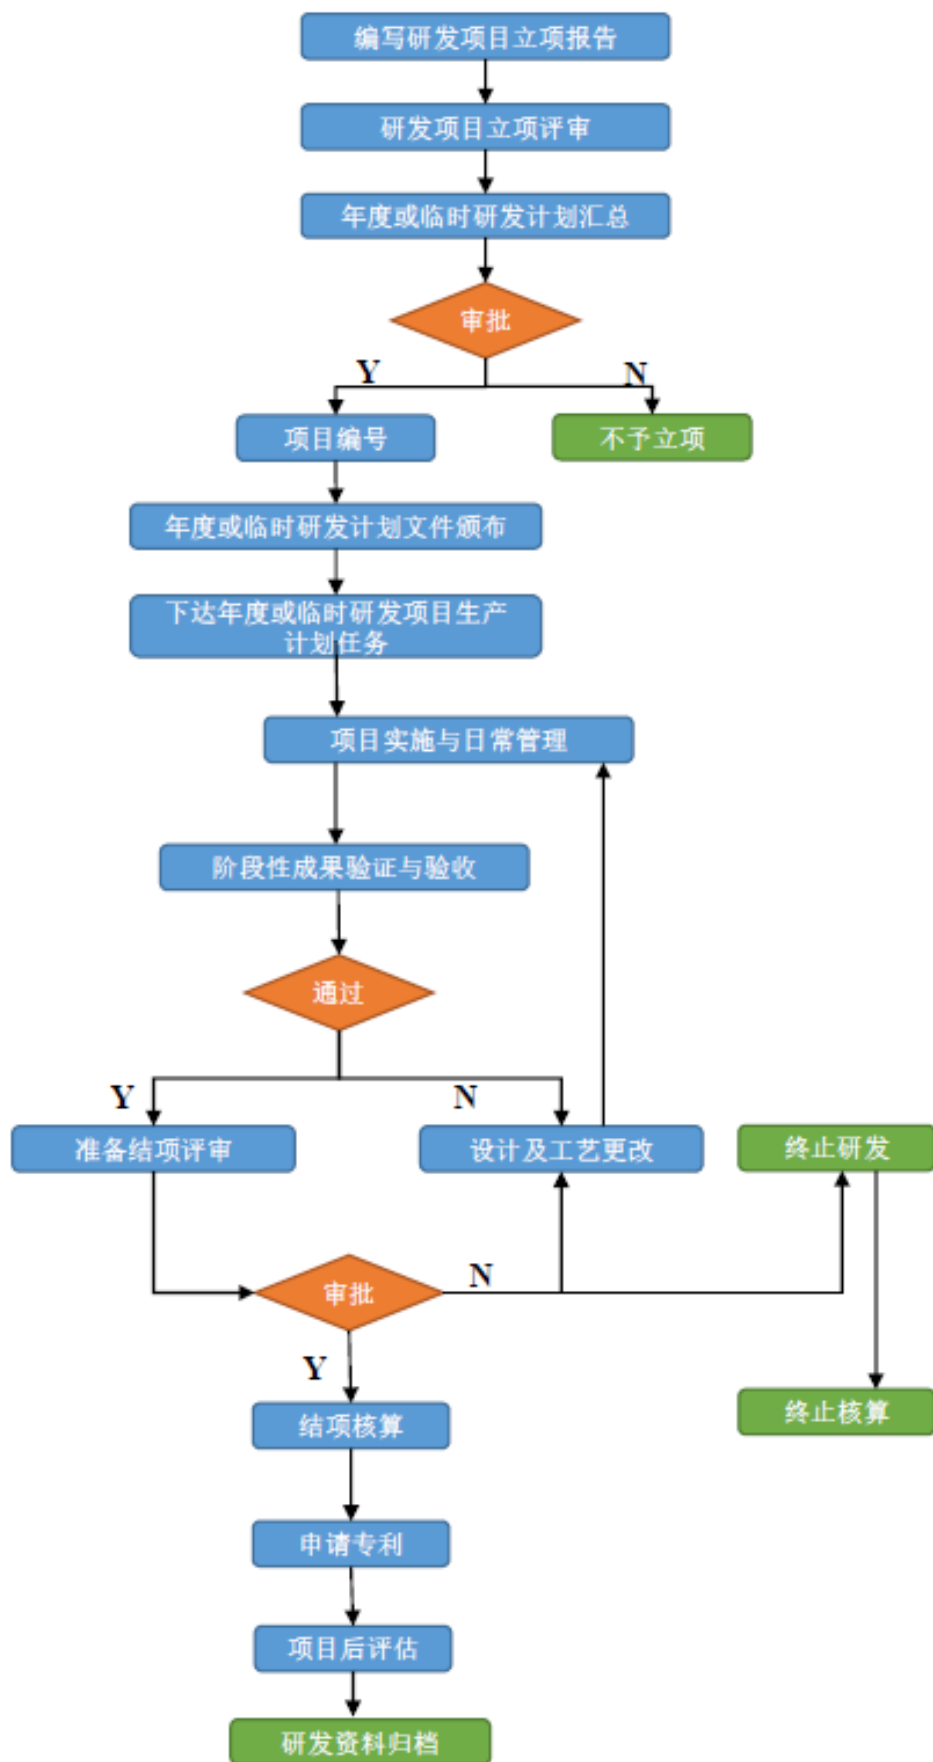 编写研发项目立项报告
研发项目立项评审
年度或临时研发计划汇总
审批
Y
N
项目编号
不予立项
年度或临时研发计划文件颁布
下达年度或临时研发项目生产
计划任务
项目实施与日常管理
阶段性成果验证与验收
通过
Y
N
准备结项评审
设计及工艺更改
终止研发
审批
N
Y
结项核算
终止核算
申请专利
项目后评估
研发资料归档